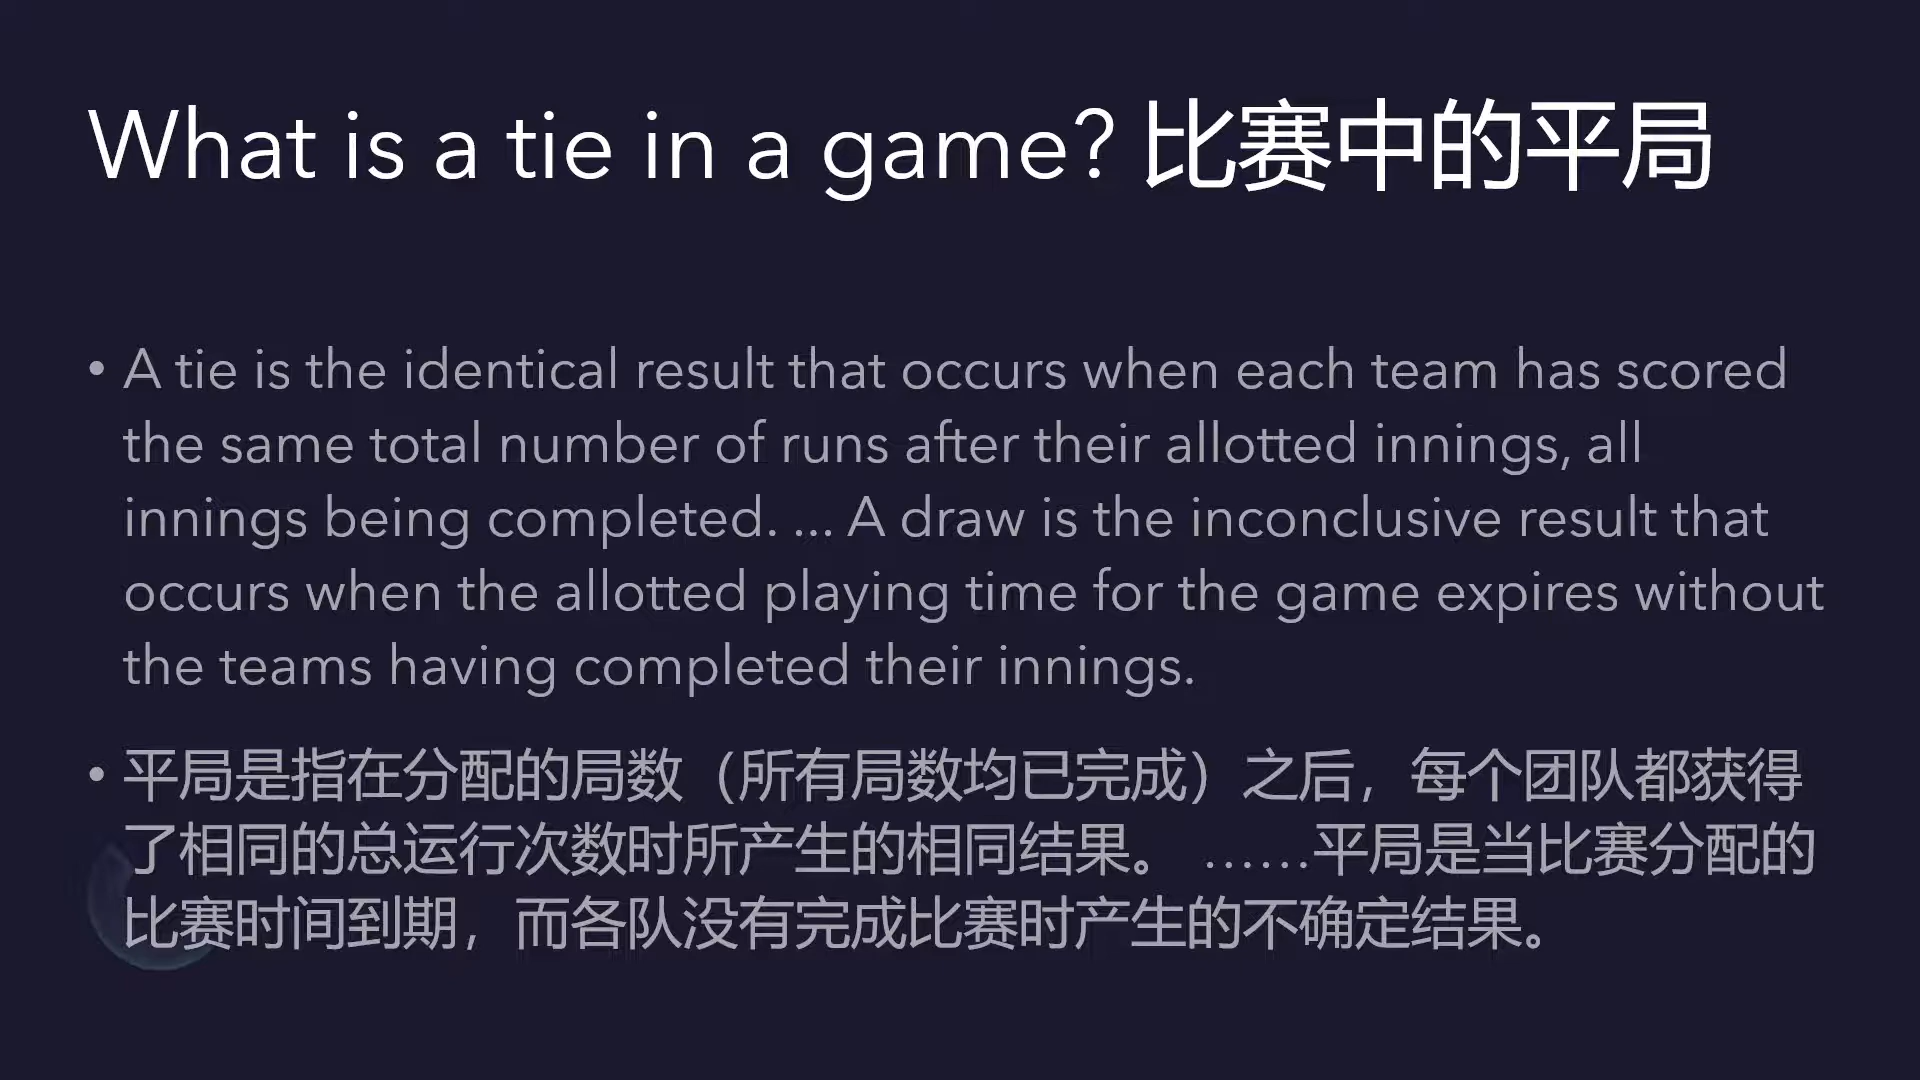 What is a tie in a game? 比赛中的平局
• A tie is the identical result that occurs when each team has scored
the same total number of runs after their allotted innings, all
innings being completed. ... A draw is the inconclusive result that
occurs when the allotted playing time for the game expires without
the teams having completed their innings.
• 平局是指在分配的局数（所有局数均已完成）之后，每个团队都获得
了相同的总运行次数时所产生的相同结果。 ……平局是当比赛分配的
比赛时间到期，而各队没有完成比赛时产生的不确定结果。